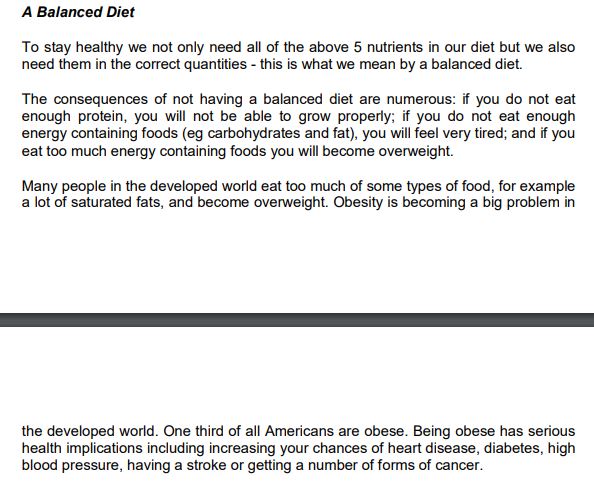 A Balanced Diet
To stay healthy we not only need all of the above 5 nutrients in our diet but we also
need them in the correct quantities - this is what we mean by a balanced diet.
The consequences of not having a balanced diet are numerous: if you do not eat
enough protein, you will not be able to grow properly; if you do not eat enough
energy containing foods (eg carbohydrates and fat), you will feel very tired; and if you
eat too much energy containing foods you will become overweight.
Many people in the developed world eat too much of some types of food, for example
a lot of saturated fats, and become overweight. Obesity is becoming a big problem in
the developed world. One third of all Americans are obese. Being obese has serious
health implications including increasing your chances of heart disease, diabetes, high
blood pressure, having a stroke or getting a number of forms of cancer.